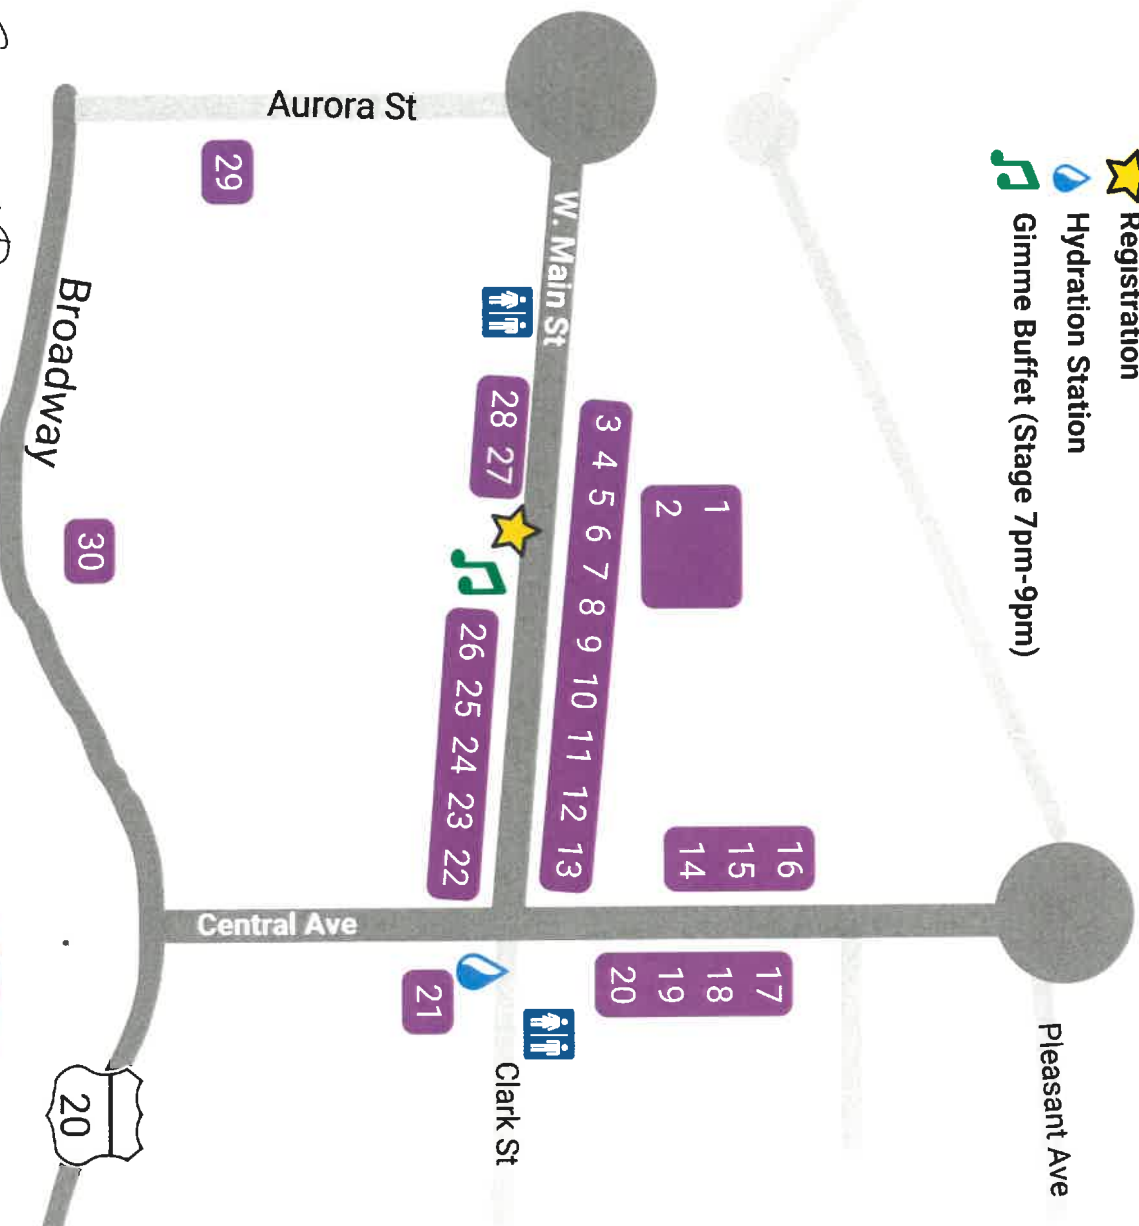 Registration
Hydration Station
Gimme Buffet (Stage 7pm-9pm)
Pleasant Ave
1
2
16
15
14
17
18
19
20
3 4 5 6 7 8 9 10 11 12 13
W. Main St
28 27
26 25 24 23 22
Clark St
21
Central Ave
Aurora St
29
30
Broadway
20